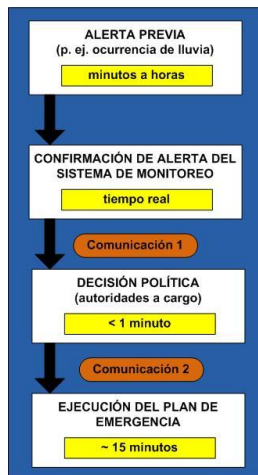 ALERTA PREVIA
(p. ej. ocurrencia de lluvia)
minutos a horas
CONFIRMACIÓN DE ALERTA DEL
SISTEMA DE MONITOREO
tiempo real
Comunicación 1
DECISIÓN POLÍTICA
(autoridades a cargo)
< 1 minuto
Comunicación 2
EJECUCIÓN DEL PLAN DE
EMERGENCIA
~ 15 minutos